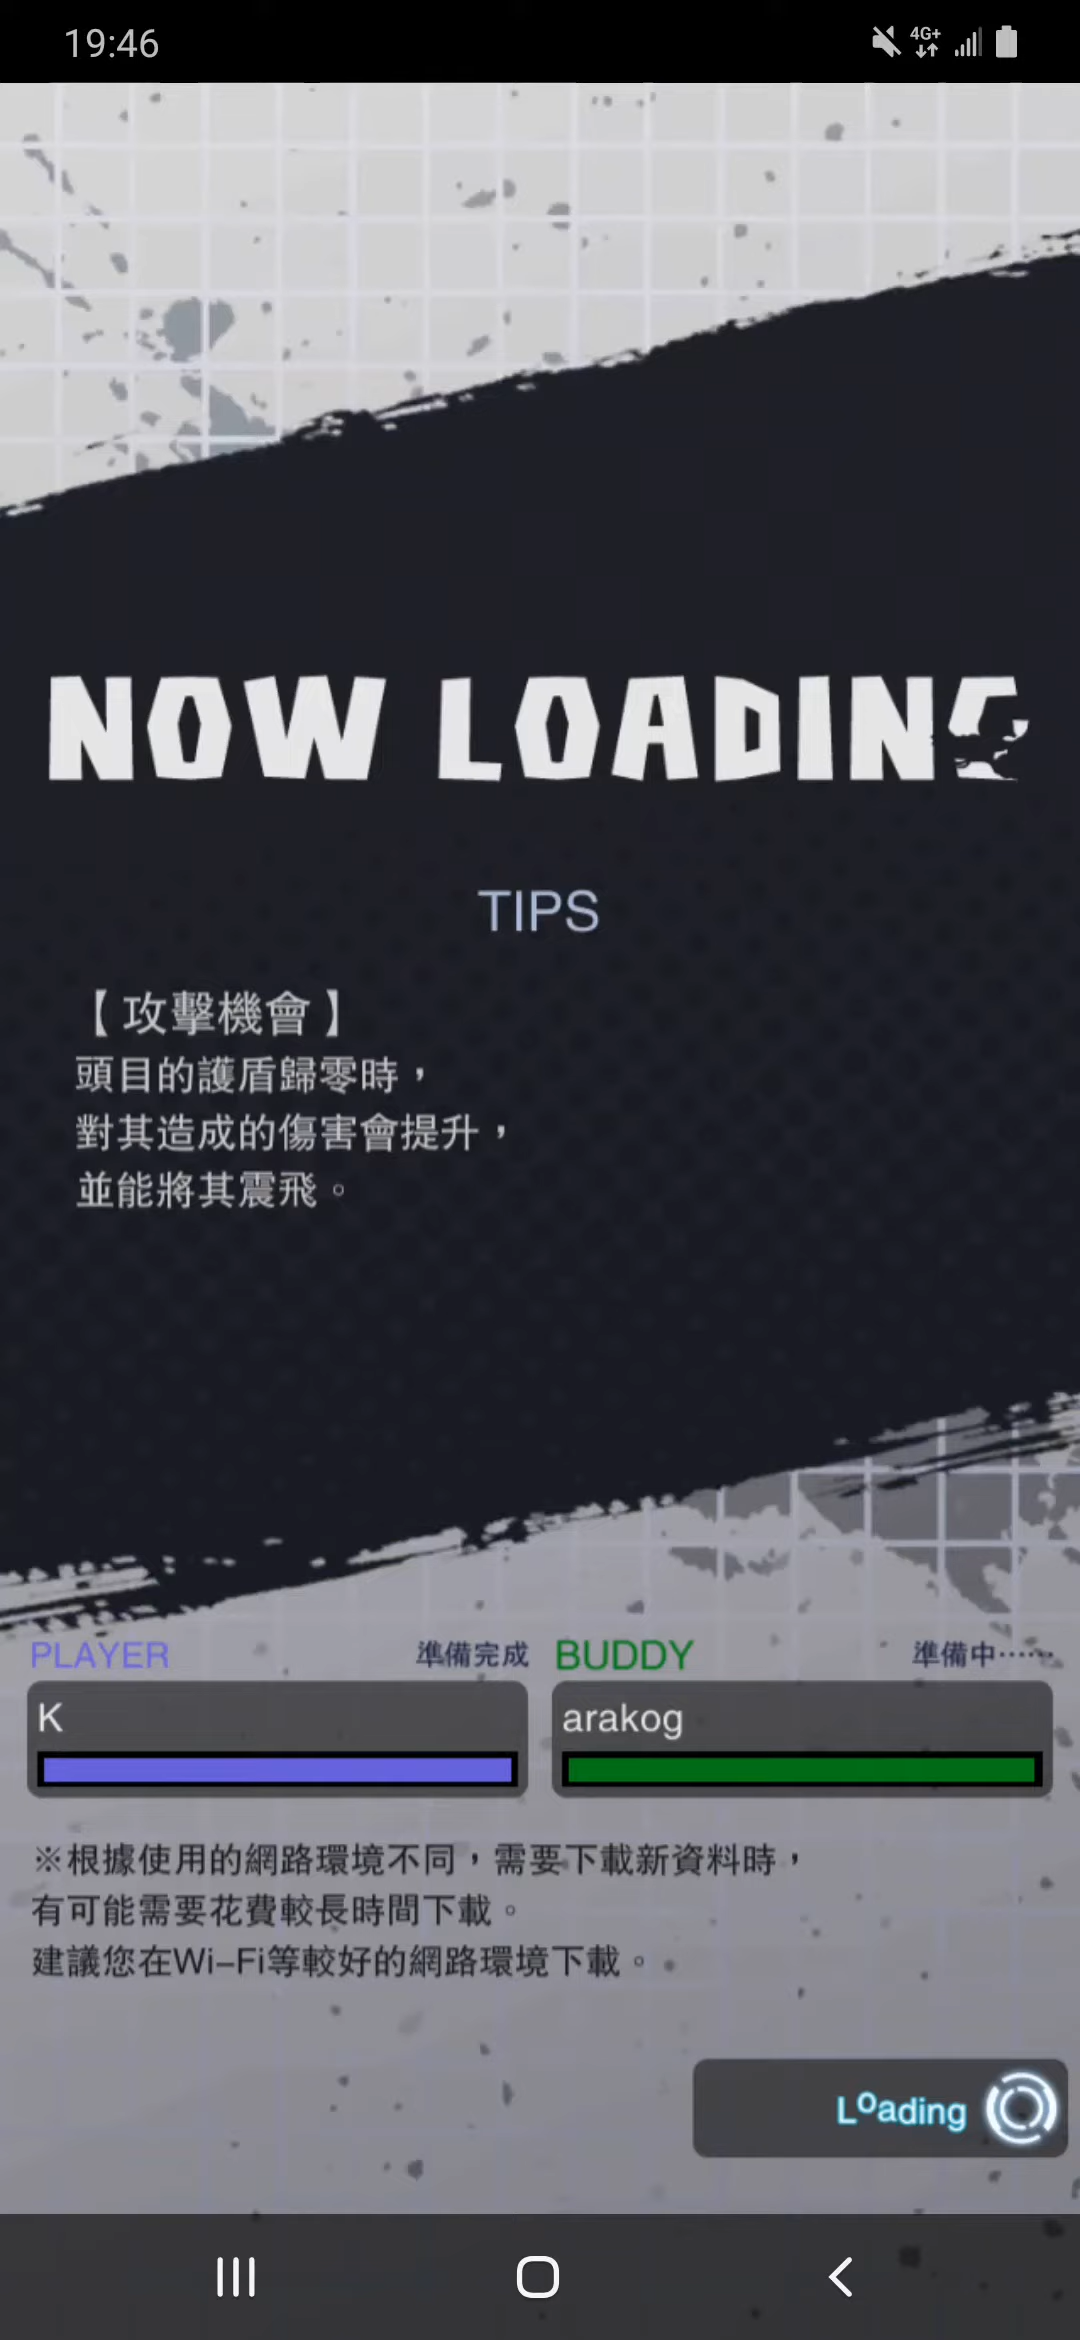 19:46
4G+
NOW LOADING
TIPS
【攻擊機會】
頭目的護盾歸零時，
對其造成的傷害會提升，
並能將其震飛。
PLAYER 準備完成 BUDDY 準備中⋯⋯
K arakog
※根據使用的網路環境不同，需要下載新資料時，
有可能需要花費較長時間下載。
建議您在Wi-Fi等較好的網路環境下載。
Loading